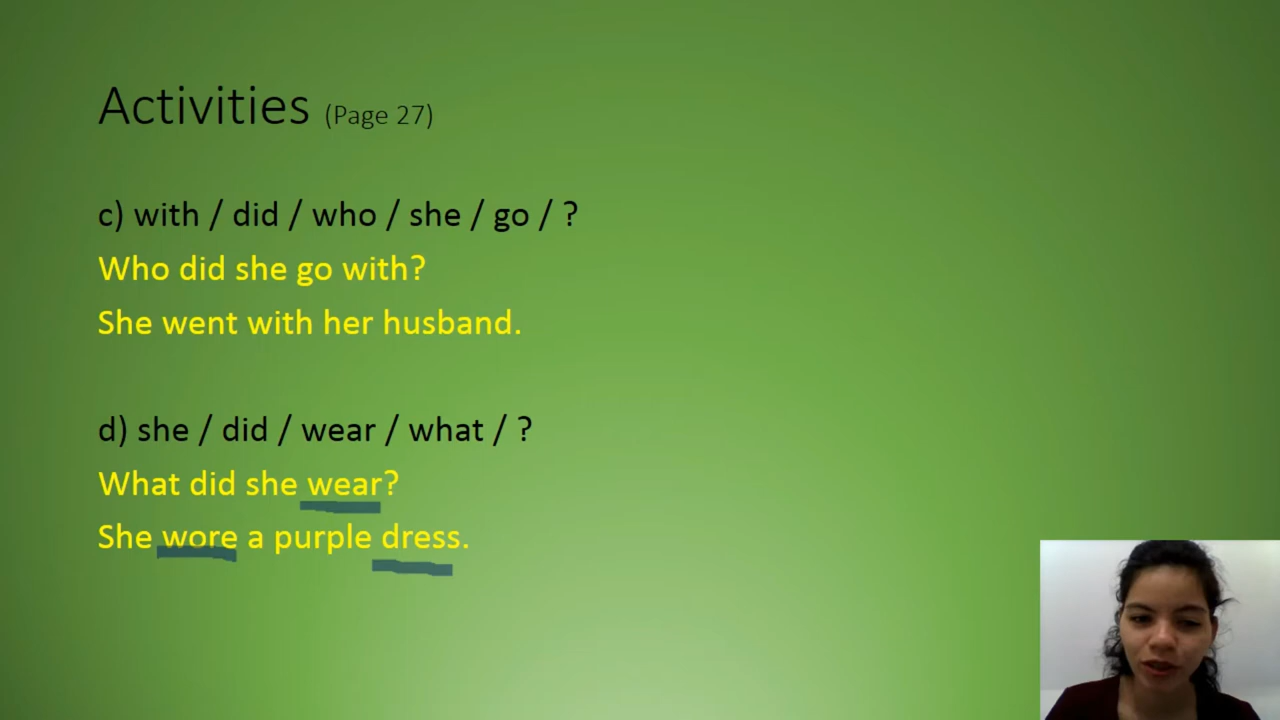 Activities (Page 27)
c) with / did / who / she / go / ?
Who did she go with?
She went with her husband.
d) she / did / wear / what / ?
What did she wear?
She wore a purple dress.